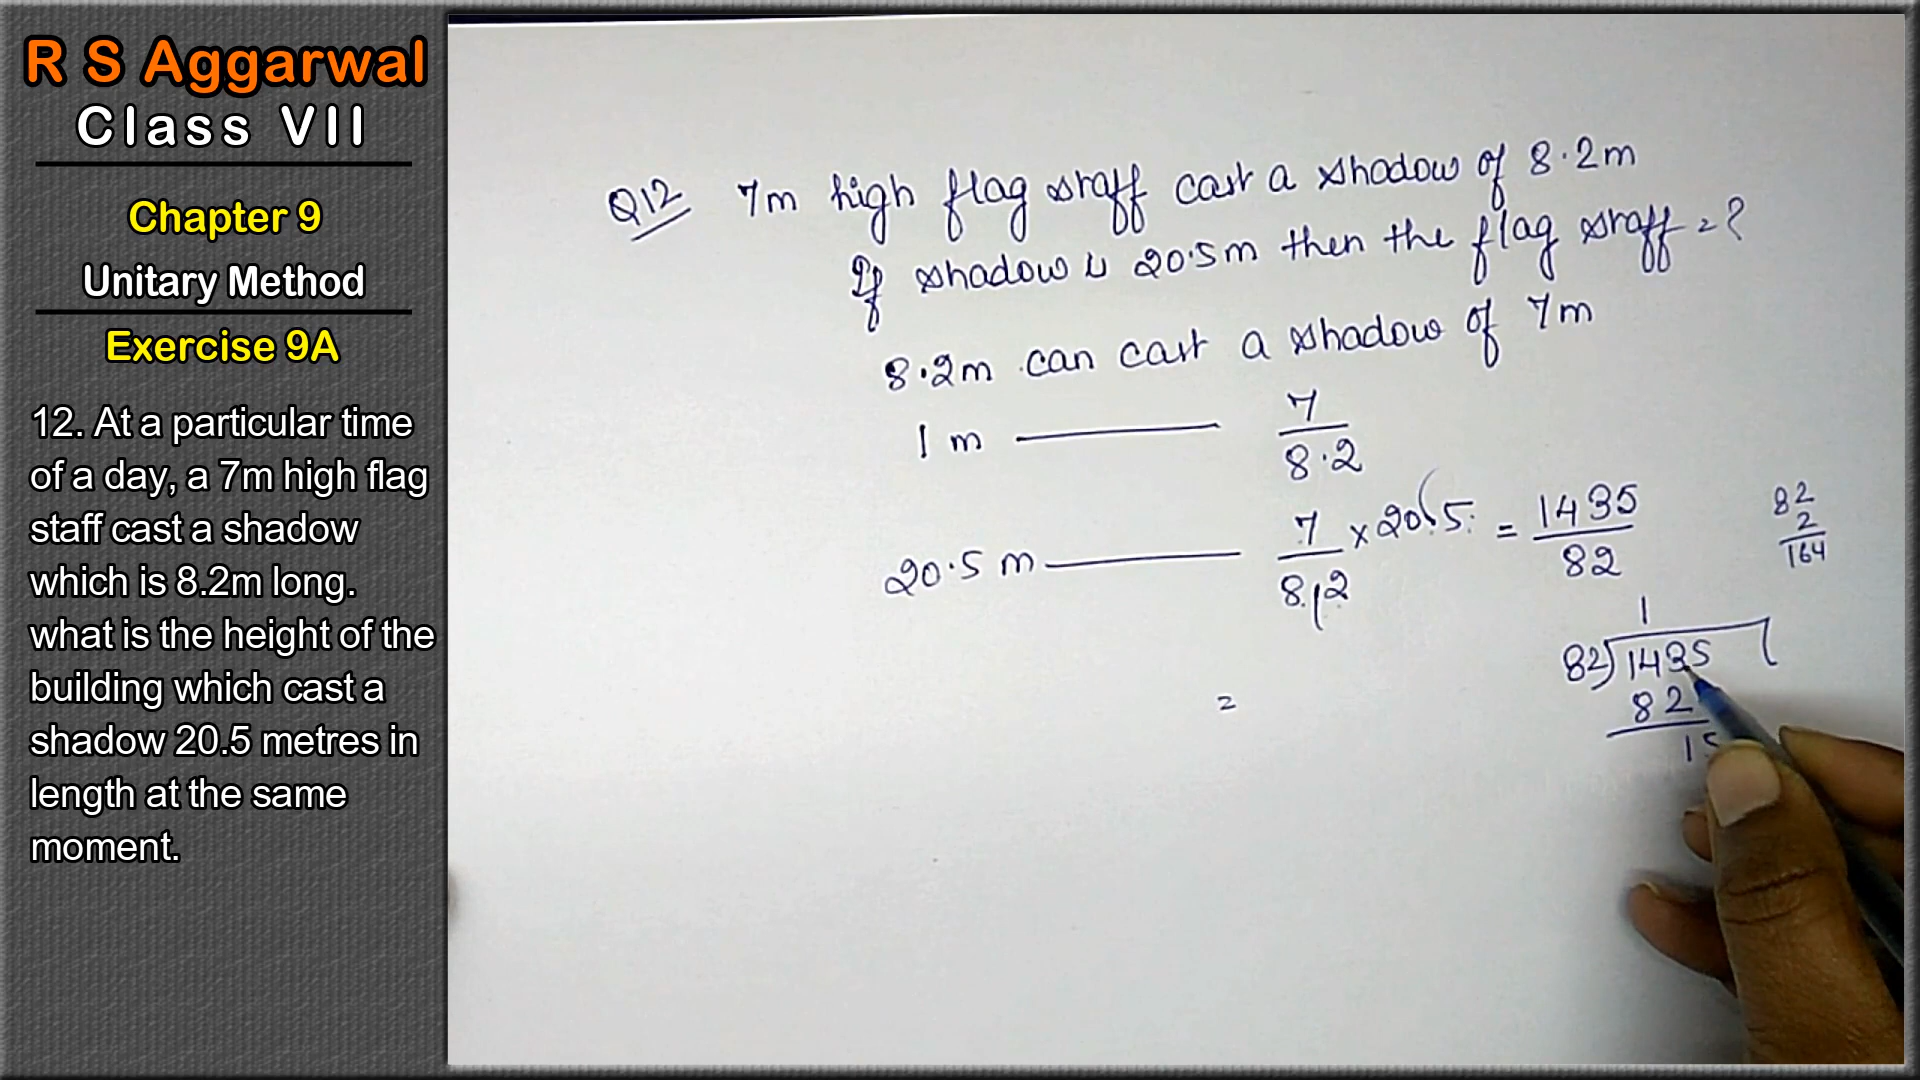 R S Aggarwal
Class VII
Chapter 9
Unitary Method
Exercise 9A
12. At a particular time
of a day, a 7m high flag
staff cast a shadow
which is 8.2m long.
what is the height of the
building which cast a
shadow 20.5 metres in
length at the same
moment.
Q12 7m high flag staff cast a shadow of 8.2m
If shadow is 20.5m then the flag staff = ?
8.2m can cast a shadow of 7m
1 m ——— 7/8.2
20.5 m ——— 7/8.2 × 20.5 = 1435/82
82
2
164
1
82)1435(
82
15
=